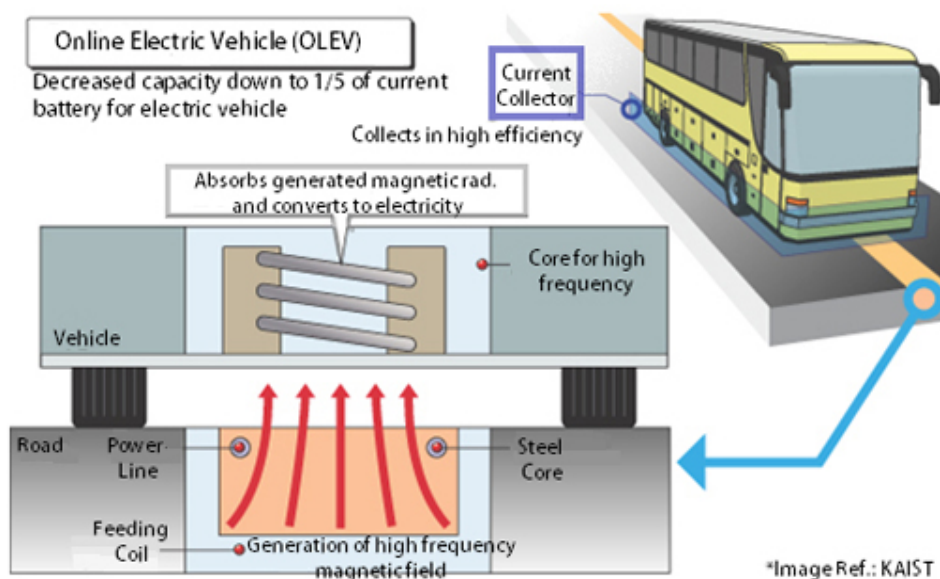 Online Electric Vehicle (OLEV)
Decreased capacity down to 1/5 of current
battery for electric vehicle
Current
Collector
Collects in high efficiency
Absorbs generated magnetic rad.
and converts to electricity
Core for high
frequency
Vehicle
Road
Power
Line
Steel
Core
Feeding
Coil
Generation of high frequency
magnetic field
*Image Ref.: KAIST